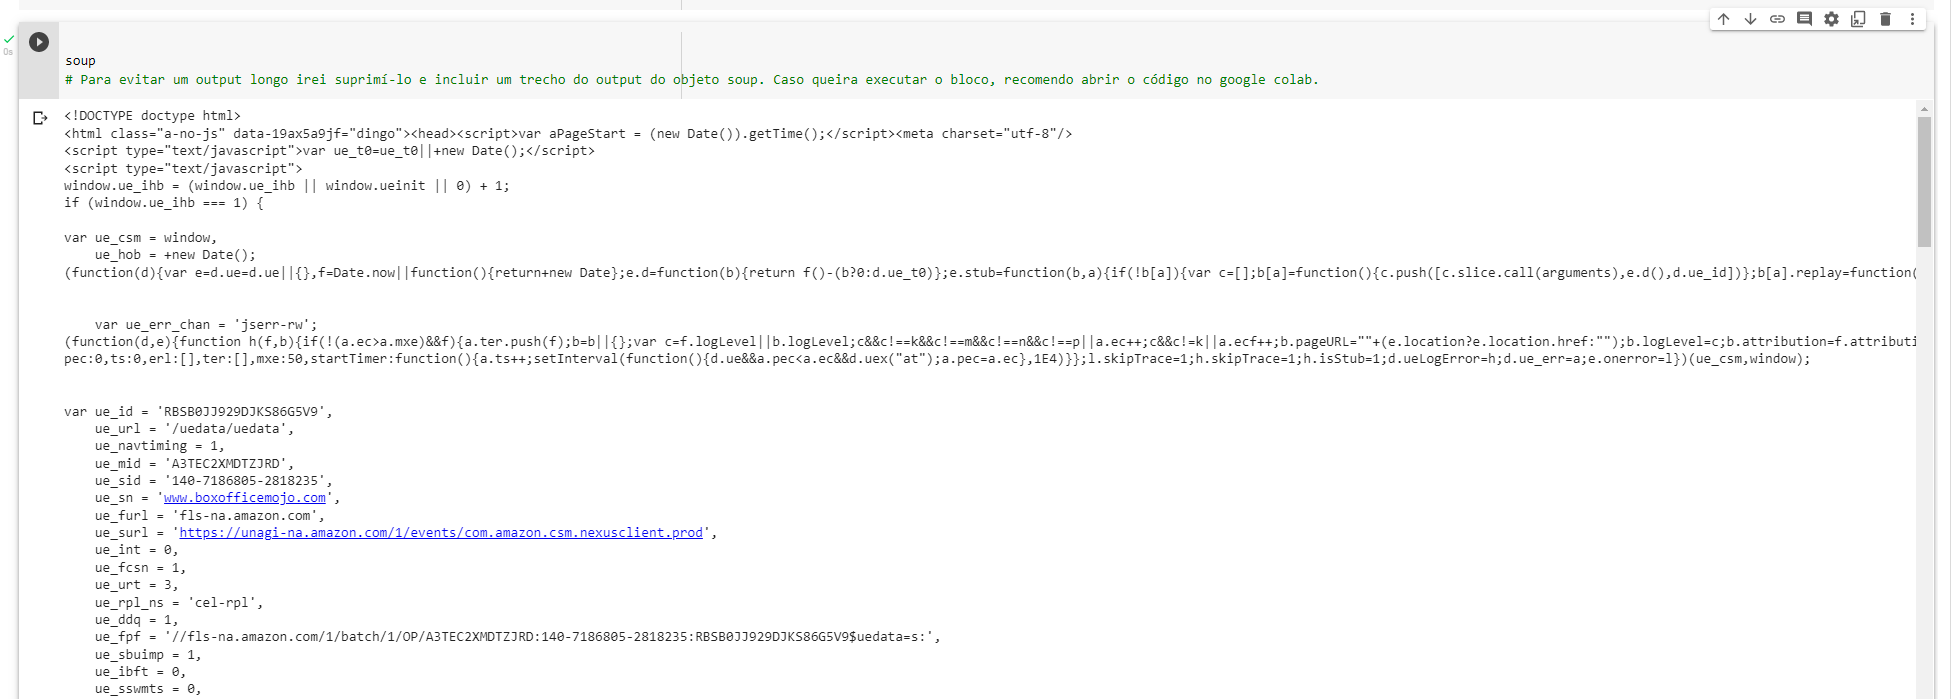 0s
soup
# Para evitar um output longo irei suprimí-lo e incluir um trecho do output do objeto soup. Caso queira executar o bloco, recomendo abrir o código no google colab.
<!DOCTYPE doctype html>
<html class="a-no-js" data-19ax5a9jf="dingo"><head><script>var aPageStart = (new Date()).getTime();</script><meta charset="utf-8"/>
<script type="text/javascript">var ue_t0=ue_t0||+new Date();</script>
<script type="text/javascript">
window.ue_ihb = (window.ue_ihb || window.ueinit || 0) + 1;
if (window.ue_ihb === 1) {
var ue_csm = window,
ue_hob = +new Date();
(function(d){var e=d.ue=d.ue||{},f=Date.now||function(){return+new Date};e.d=function(b){return f()-(b?0:d.ue_t0)};e.stub=function(b,a){if(!b[a]){var c=[];b[a]=function(){c.push([c.slice.call(arguments),e.d(),d.ue_id])};b[a].replay=function(
var ue_err_chan = 'jserr-rw';
(function(d,e){function h(f,b){if(!(a.ec>a.mxe)&&f){a.ter.push(f);b=b||{};var c=f.logLevel||b.logLevel;c&&c!==k&&c!==m&&c!==n&&c!==p||a.ec++;c&&c!=k||a.ecf++;b.pageURL=""+(e.location?e.location.href:"");b.logLevel=c;b.attribution=f.attributi
pec:0,ts:0,erl:[],ter:[],mxe:50,startTimer:function(){a.ts++;setInterval(function(){d.ue&&a.pec<a.ec&&d.uex("at");a.pec=a.ec},1E4)}};l.skipTrace=1;h.skipTrace=1;h.isStub=1;d.ueLogError=h;d.ue_err=a;e.onerror=l})(ue_csm,window);
var ue_id = 'RBSB0JJ929DJKS86G5V9',
ue_url = '/uedata/uedata',
ue_navtiming = 1,
ue_mid = 'A3TEC2XMDTZJRD',
ue_sid = '140-7186805-2818235',
ue_sn = 'www.boxofficemojo.com',
ue_furl = 'fls-na.amazon.com',
ue_surl = 'https://unagi-na.amazon.com/1/events/com.amazon.csm.nexusclient.prod',
ue_int = 0,
ue_fcsn = 1,
ue_urt = 3,
ue_rpl_ns = 'cel-rpl',
ue_ddq = 1,
ue_fpf = '//fls-na.amazon.com/1/batch/1/OP/A3TEC2XMDTZJRD:140-7186805-2818235:RBSB0JJ929DJKS86G5V9$uedata=s:',
ue_sbuimp = 1,
ue_ibft = 0,
ue_sswmts = 0,